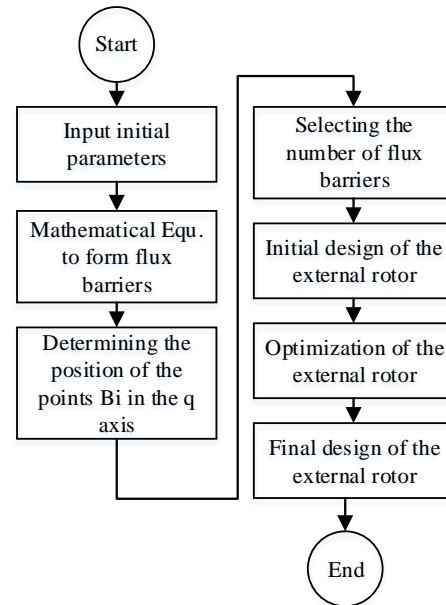 Start
Input initial
parameters
Mathematical Equ.
to form flux
barriers
Determining the
position of the
points Bi in the q
axis
Selecting the
number of flux
barriers
Initial design of the
external rotor
Optimization of the
external rotor
Final design of the
external rotor
End